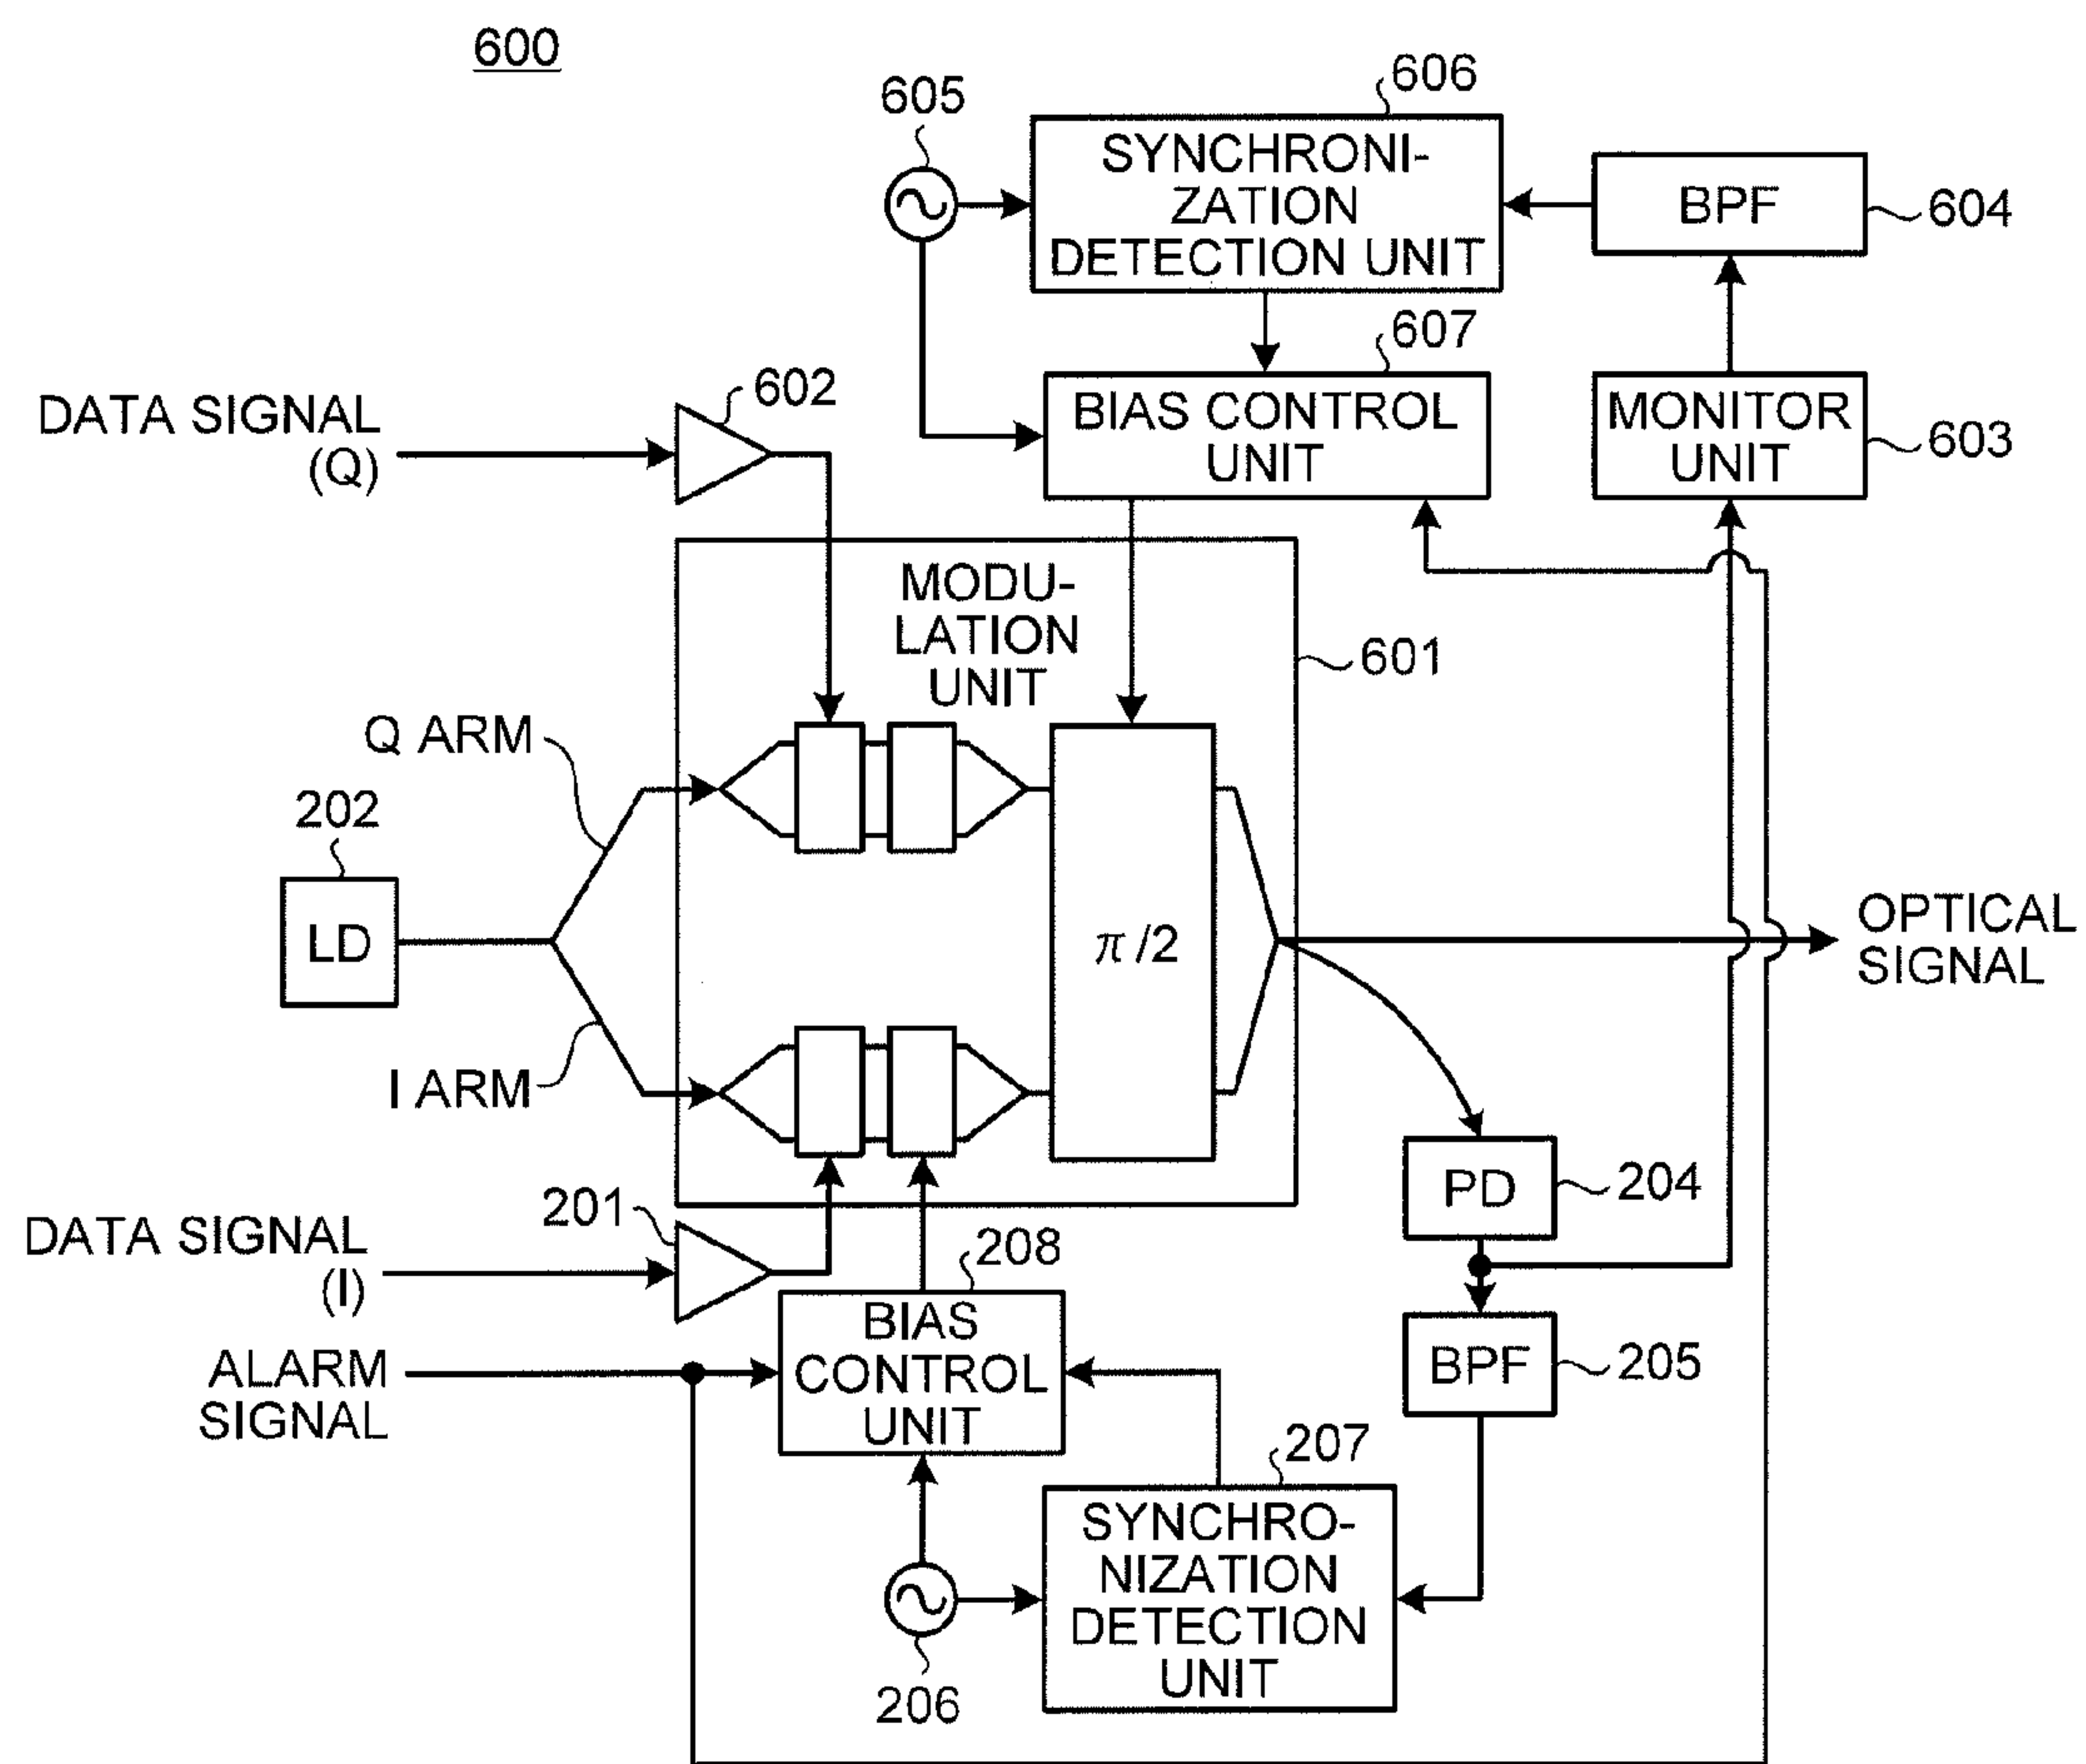 600
605
606
SYNCHRONI-
ZATION
DETECTION UNIT
BPF
604
607
DATA SIGNAL
(Q)
602
BIAS CONTROL
UNIT
MONITOR
UNIT
603
MODU-
LATION
UNIT
601
Q ARM
202
LD
π/2
OPTICAL
SIGNAL
I ARM
PD
204
201
DATA SIGNAL
(I)
208
BIAS
CONTROL
UNIT
ALARM
SIGNAL
BPF
205
207
SYNCHRO-
NIZATION
DETECTION
UNIT
206